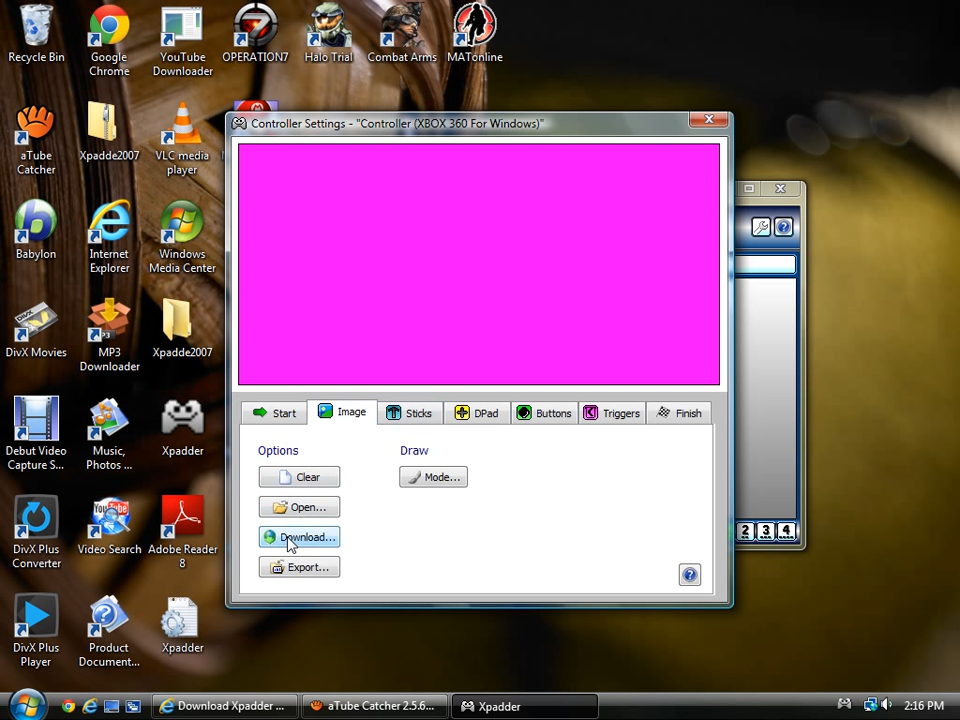 Recycle Bin
Google Chrome
YouTube Downloader
OPERATION7
Halo Trial
Combat Arms
MATonline
aTube Catcher
Xpadde2007
VLC media player
Babylon
Internet Explorer
Windows Media Center
DivX Movies
MP3 Downloader
Xpadde2007
Debut Video Capture S...
Music, Photos ...
Xpadder
DivX Plus Converter
Video Search
Adobe Reader 8
DivX Plus Player
Product Document...
Xpadder
Controller Settings - "Controller (XBOX 360 For Windows)"
Start
Image
Sticks
DPad
Buttons
Triggers
Finish
Options
Draw
Clear
Mode...
Open...
Download...
Export...
2 3 4
Download Xpadder ...
aTube Catcher 2.5.6...
Xpadder
2:16 PM